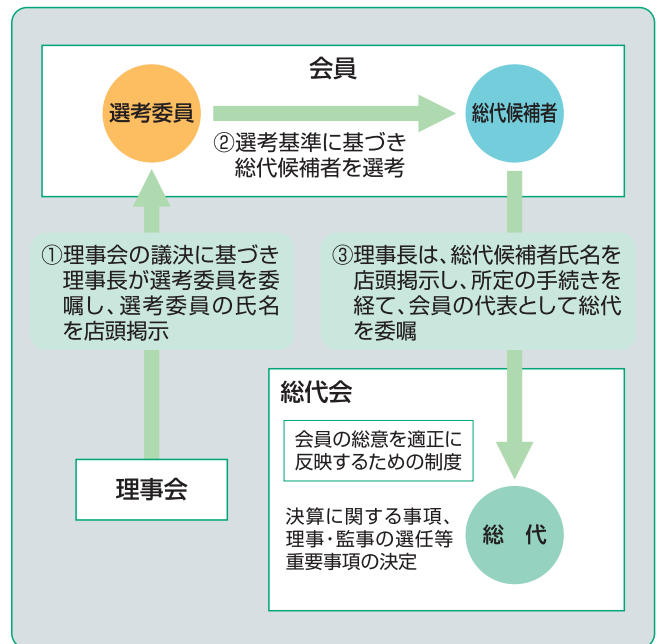 会員
選考委員
総代候補者
②選考基準に基づき
総代候補者を選考
①理事会の議決に基づき
理事長が選考委員を委
嘱し、選考委員の氏名
を店頭掲示
③理事長は、総代候補者氏名を
店頭掲示し、所定の手続きを
経て、会員の代表として総代
を委嘱
理事会
総代会
会員の総意を適正に
反映するための制度
決算に関する事項、
理事・監事の選任等
重要事項の決定
総 代